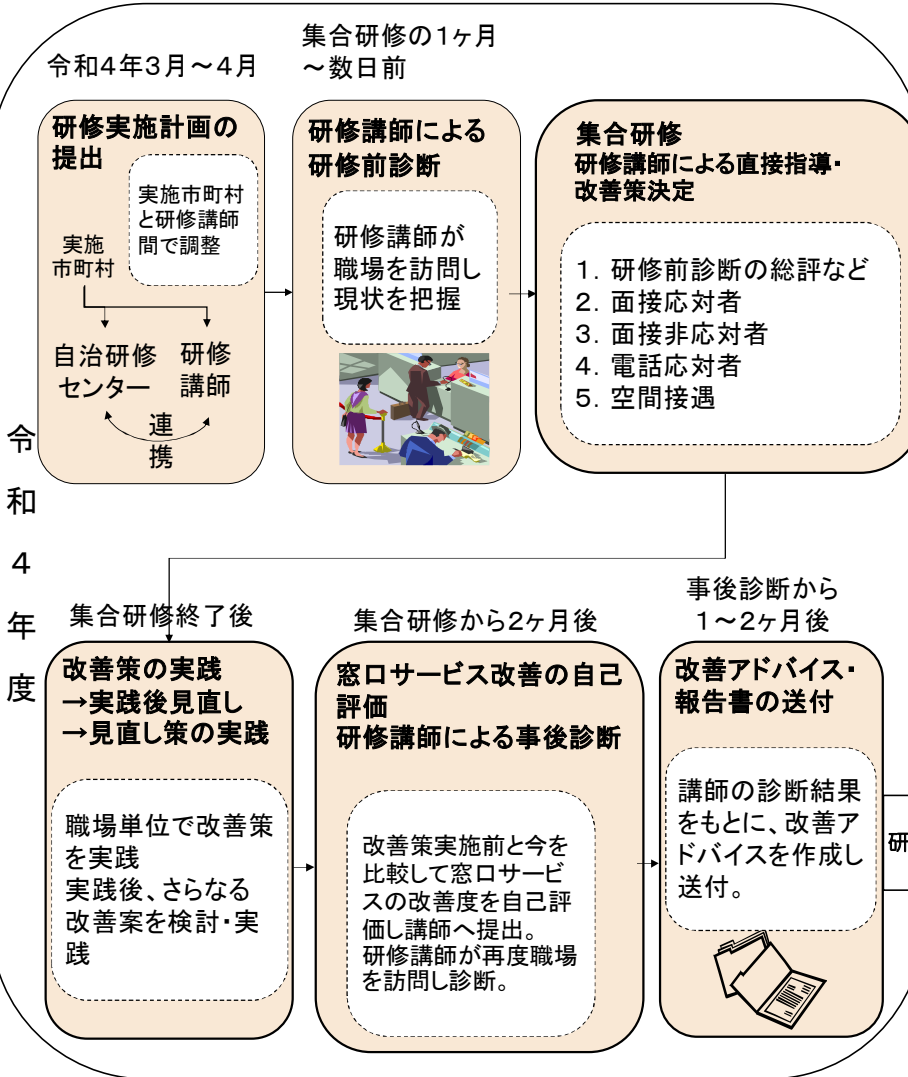 令和4年3月～4月
研修実施計画の
提出
実施市町村
と研修講師
間で調整
実施
市町村
自治研修
センター
研修
講師
連
携
集合研修の1ヶ月
～数日前
研修講師による
研修前診断
研修講師が
職場を訪問し
現状を把握
集合研修
研修講師による直接指導・
改善策決定
1. 研修前診断の総評など
2. 面接応対者
3. 面接非応対者
4. 電話応対者
5. 空間接遇
令
和
4
年
度
集合研修終了後
改善策の実践
→実践後見直し
→見直し策の実践
職場単位で改善策
を実践
実践後、さらなる
改善案を検討・実
践
集合研修から2ヶ月後
窓口サービス改善の自己
評価
研修講師による事後診断
改善策実施前と今を
比較して窓口サービ
スの改善度を自己評
価し講師へ提出。
研修講師が再度職場
を訪問し診断。
事後診断から
1～2ヶ月後
改善アドバイス・
報告書の送付
講師の診断結果
をもとに、改善ア
ドバイスを作成し
送付。
研